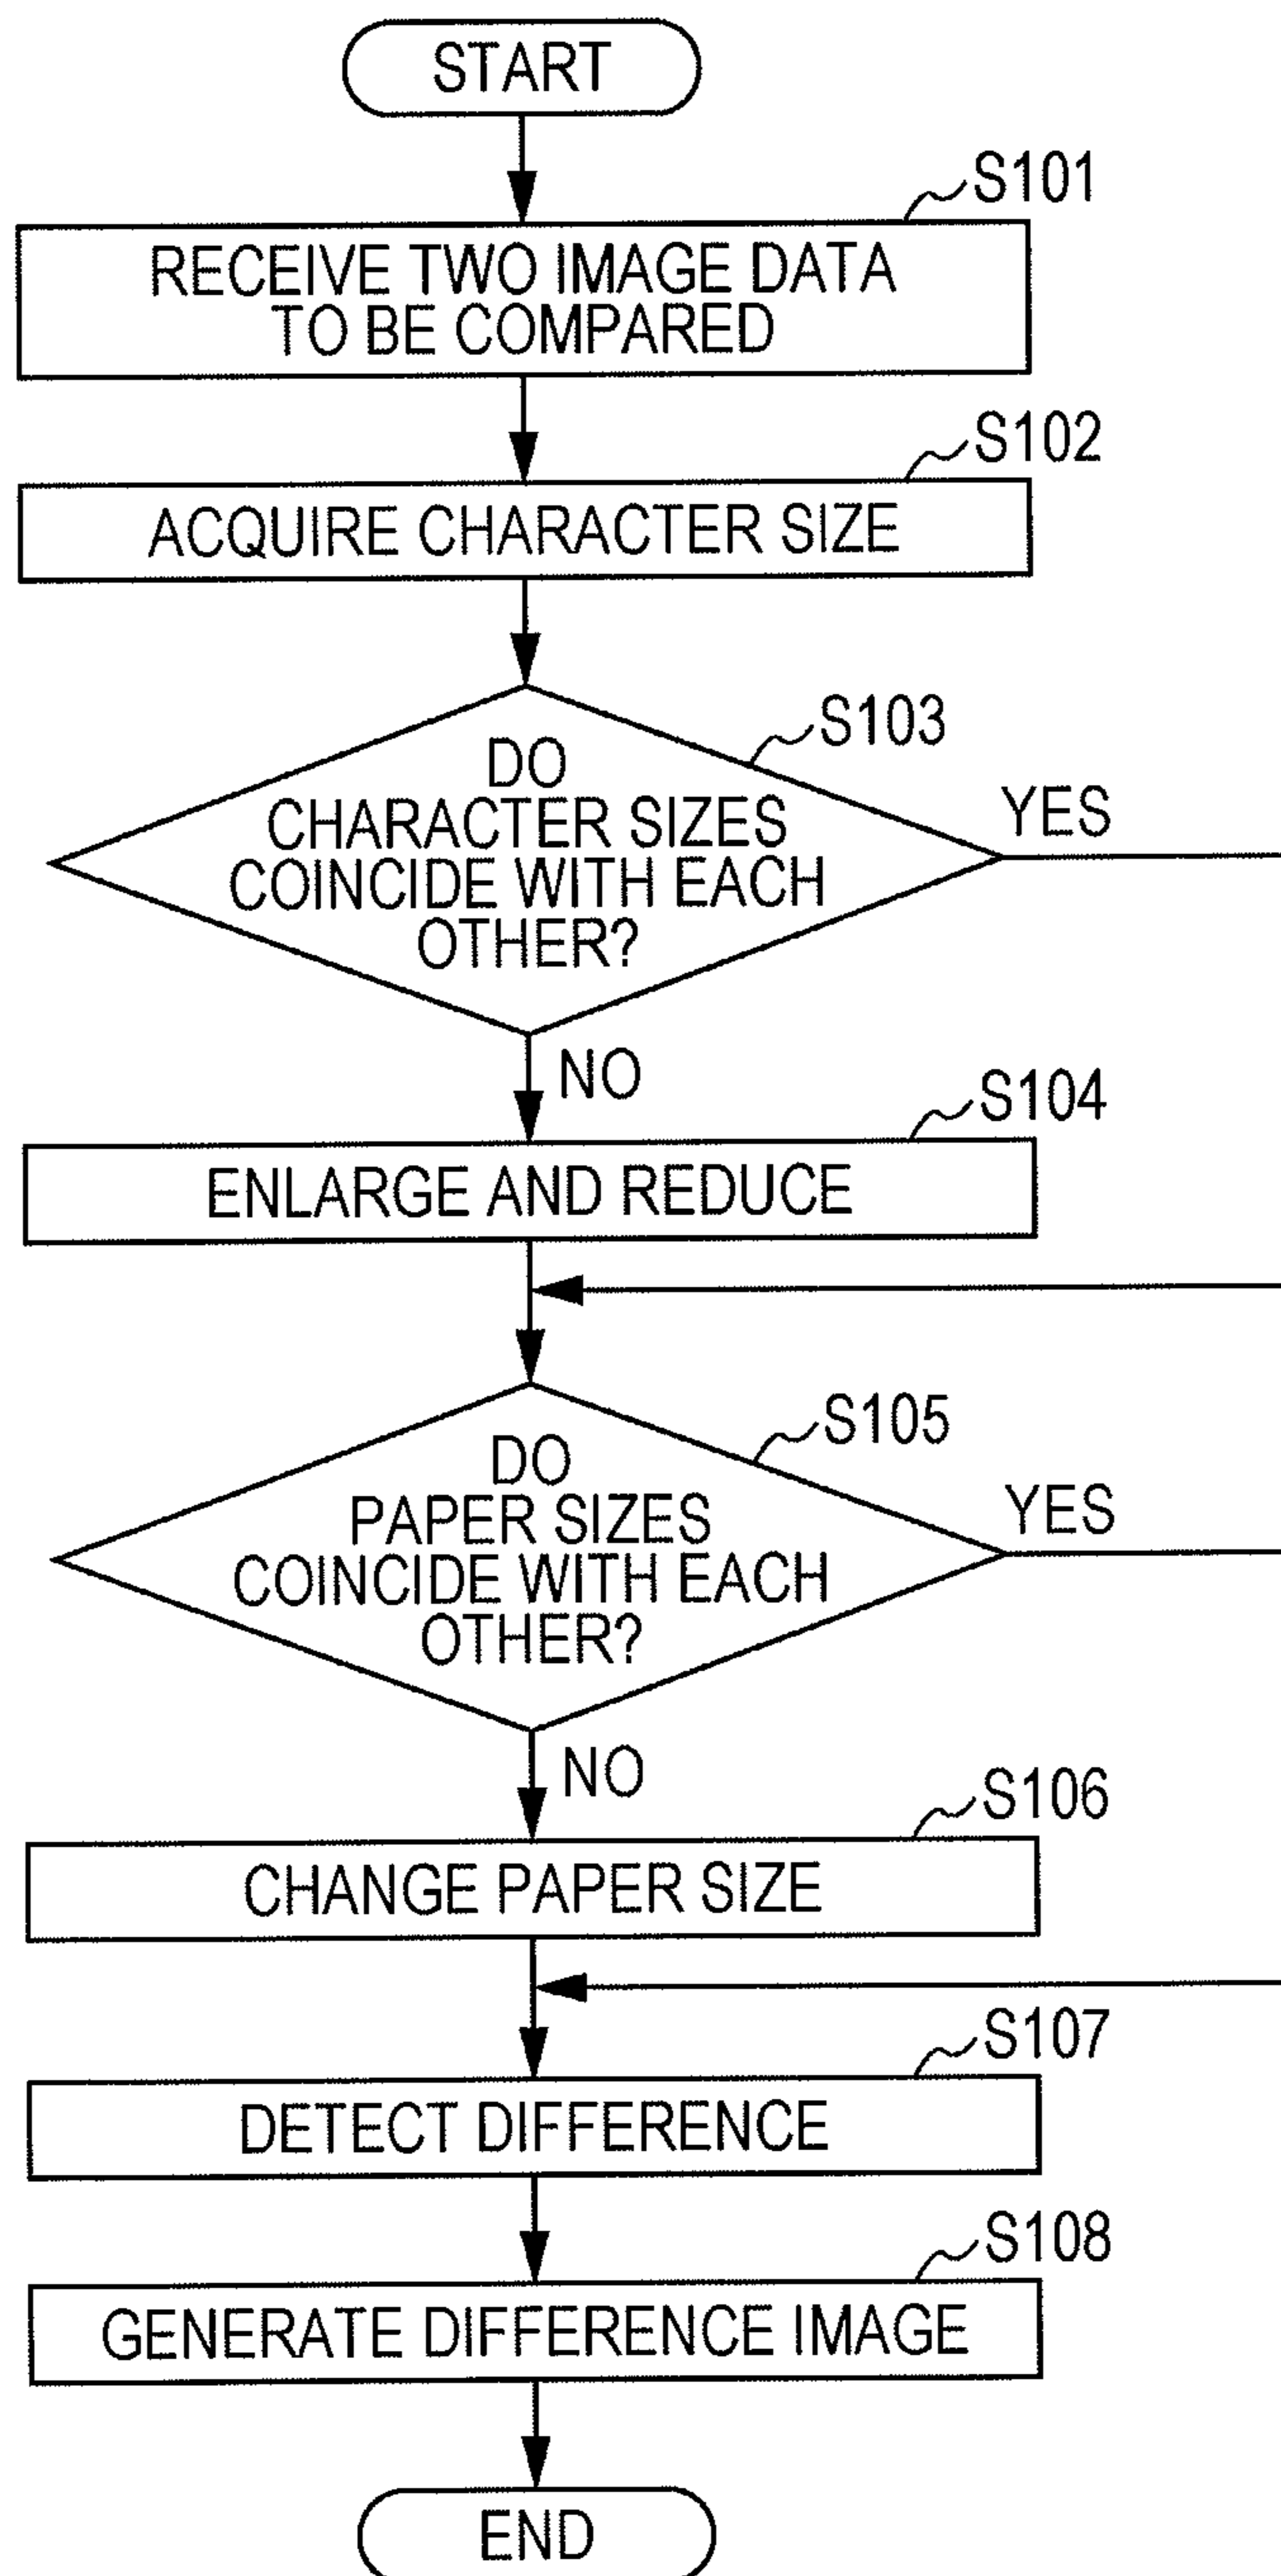 START
S101
RECEIVE TWO IMAGE DATA
TO BE COMPARED
S102
ACQUIRE CHARACTER SIZE
S103
DO
CHARACTER SIZES
COINCIDE WITH EACH
OTHER?
YES
NO
S104
ENLARGE AND REDUCE
S105
DO
PAPER SIZES
COINCIDE WITH EACH
OTHER?
YES
NO
S106
CHANGE PAPER SIZE
S107
DETECT DIFFERENCE
S108
GENERATE DIFFERENCE IMAGE
END